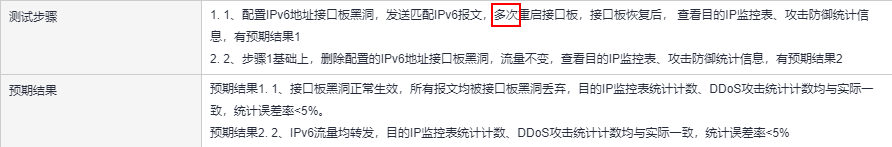 测试步骤
1. 1、配置IPv6地址接口板黑洞，发送匹配IPv6报文，多次重启接口板，接口板恢复后， 查看目的IP监控表、攻击防御统计信
息，有预期结果1
2. 2、步骤1基础上，删除配置的IPv6地址接口板黑洞，流量不变，查看目的IP监控表、攻击防御统计信息，有预期结果2
预期结果
预期结果1. 1、接口板黑洞正常生效，所有报文均被接口板黑洞丢弃，目的IP监控表统计计数、DDoS攻击统计计数均与实际一
致，统计误差率<5%。
预期结果2. 2、IPv6流量均转发，目的IP监控表统计计数、DDoS攻击统计计数均与实际一致，统计误差率<5%